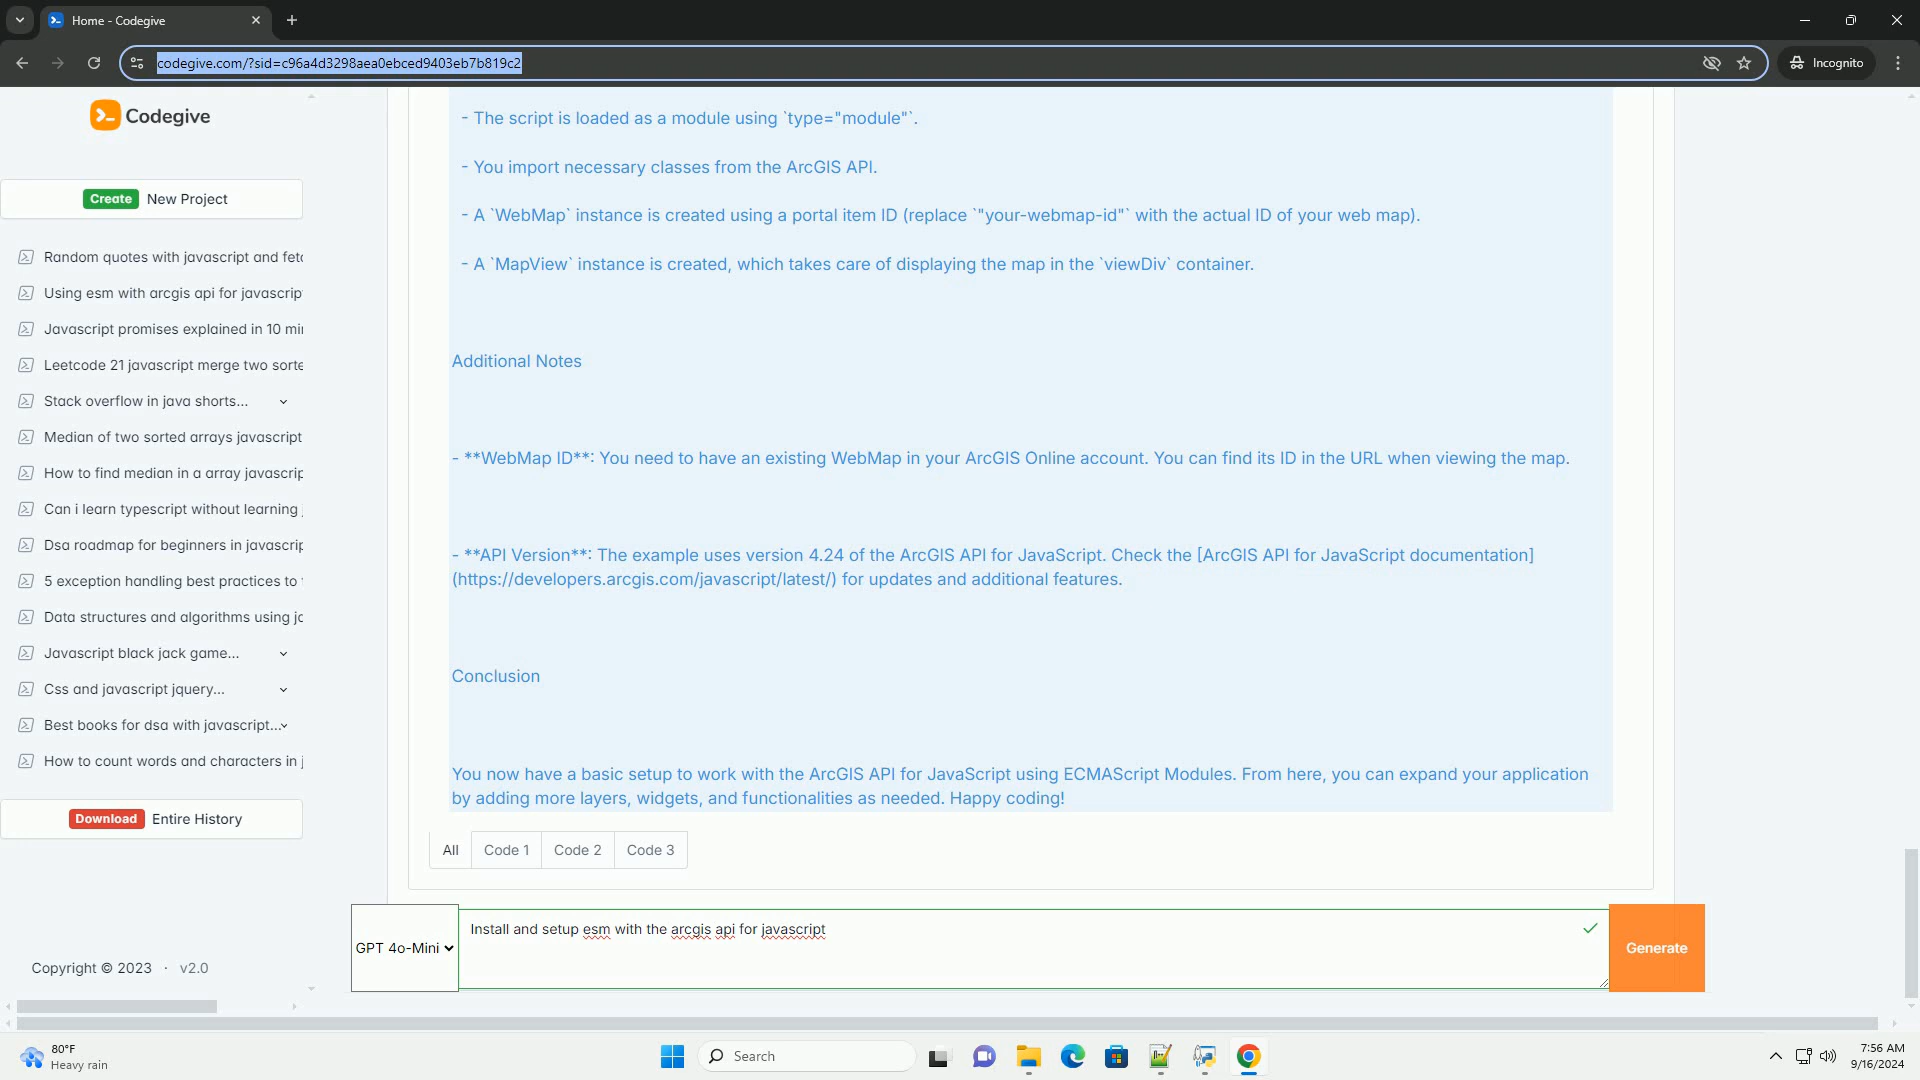 Home - Codegive
codegive.com/?sid=c96a4d3298aea0ebced9403eb7b819c2
Incognito
Codegive
Create New Project
Random quotes with javascript and fetc
Using esm with arcgis api for javascrip
Javascript promises explained in 10 mi
Leetcode 21 javascript merge two sorte
Stack overflow in java shorts...
Median of two sorted arrays javascript
How to find median in a array javascrip
Can i learn typescript without learning
Dsa roadmap for beginners in javascrip
5 exception handling best practices to
Data structures and algorithms using jc
Javascript black jack game...
Css and javascript jquery...
Best books for dsa with javascript...
How to count words and characters in j
Download Entire History
Copyright © 2023 · v2.0
- The script is loaded as a module using `type="module"`.
- You import necessary classes from the ArcGIS API.
- A `WebMap` instance is created using a portal item ID (replace `"your-webmap-id"` with the actual ID of your web map).
- A `MapView` instance is created, which takes care of displaying the map in the `viewDiv` container.
Additional Notes
- **WebMap ID**: You need to have an existing WebMap in your ArcGIS Online account. You can find its ID in the URL when viewing the map.
- **API Version**: The example uses version 4.24 of the ArcGIS API for JavaScript. Check the [ArcGIS API for JavaScript documentation]
(https://developers.arcgis.com/javascript/latest/) for updates and additional features.
Conclusion
You now have a basic setup to work with the ArcGIS API for JavaScript using ECMAScript Modules. From here, you can expand your application
by adding more layers, widgets, and functionalities as needed. Happy coding!
All Code 1 Code 2 Code 3
GPT 4o-Mini
Install and setup esm with the arcgis api for javascript
Generate
80°F
Heavy rain
Search
7:56 AM
9/16/2024